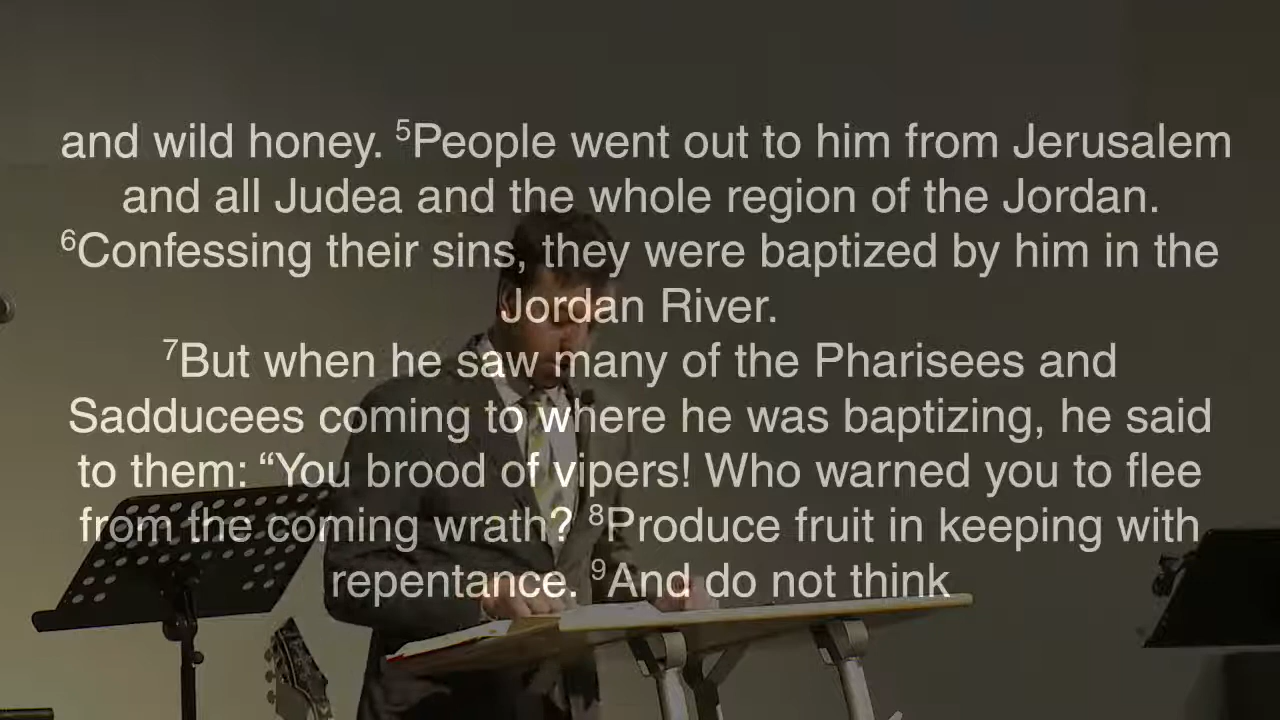 and wild honey. ⁵People went out to him from Jerusalem
and all Judea and the whole region of the Jordan.
⁶Confessing their sins, they were baptized by him in the
Jordan River.
⁷But when he saw many of the Pharisees and
Sadducees coming to where he was baptizing, he said
to them: “You brood of vipers! Who warned you to flee
from the coming wrath? ⁸Produce fruit in keeping with
repentance. ⁹And do not think